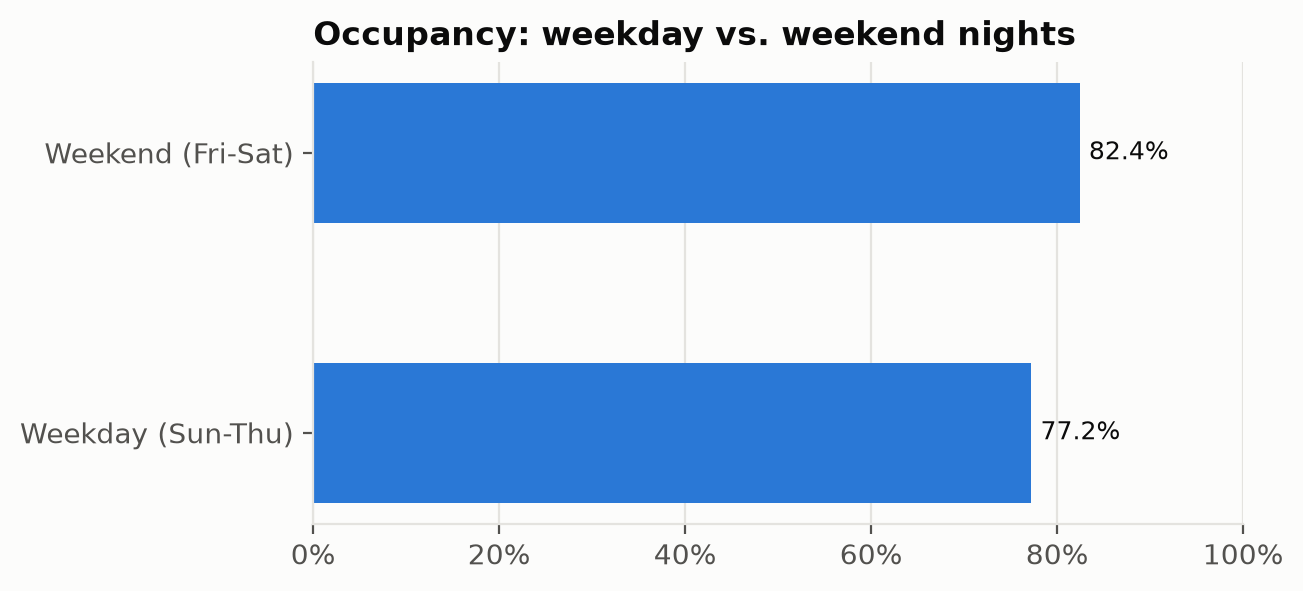 Occupancy: weekday vs. weekend nights
Weekend (Fri-Sat)
82.4%
Weekday (Sun-Thu)
77.2%
0% 20% 40% 60% 80% 100%